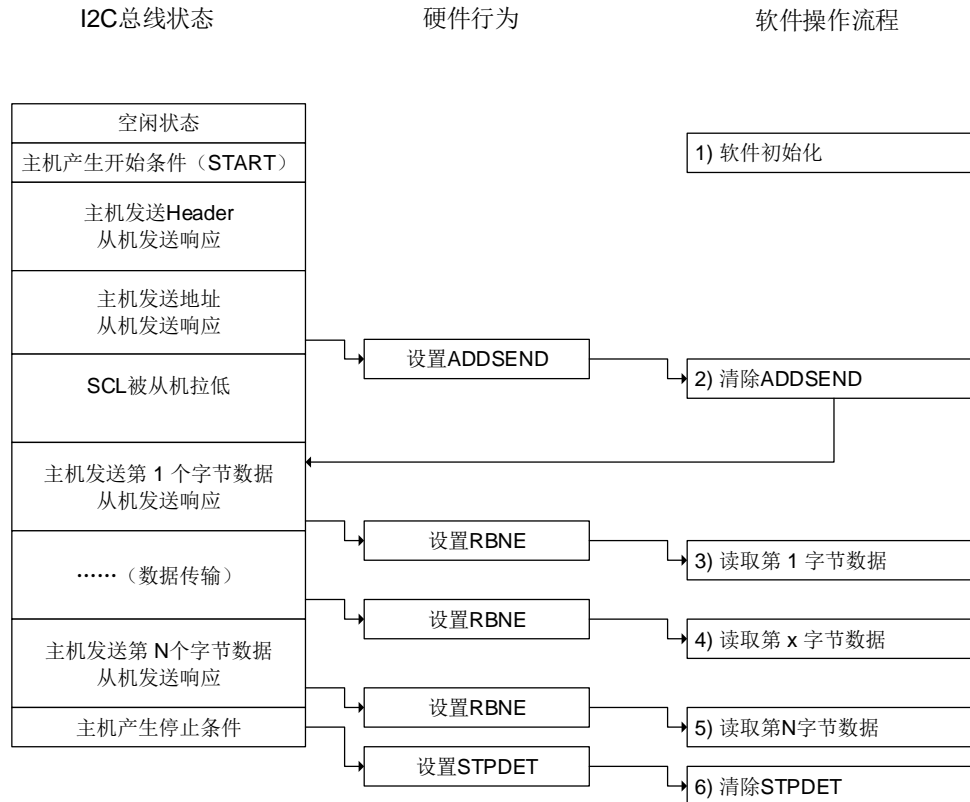 I2C总线状态
硬件行为
软件操作流程
空闲状态
主机产生开始条件（START）
1) 软件初始化
主机发送Header
从机发送响应
主机发送地址
从机发送响应
设置ADDSEND
SCL被从机拉低
2) 清除ADDSEND
主机发送第 1 个字节数据
从机发送响应
设置RBNE
3) 读取第 1 字节数据
……（数据传输）
设置RBNE
4) 读取第 x 字节数据
主机发送第 N个字节数据
从机发送响应
设置RBNE
5) 读取第N字节数据
主机产生停止条件
设置STPDET
6) 清除STPDET